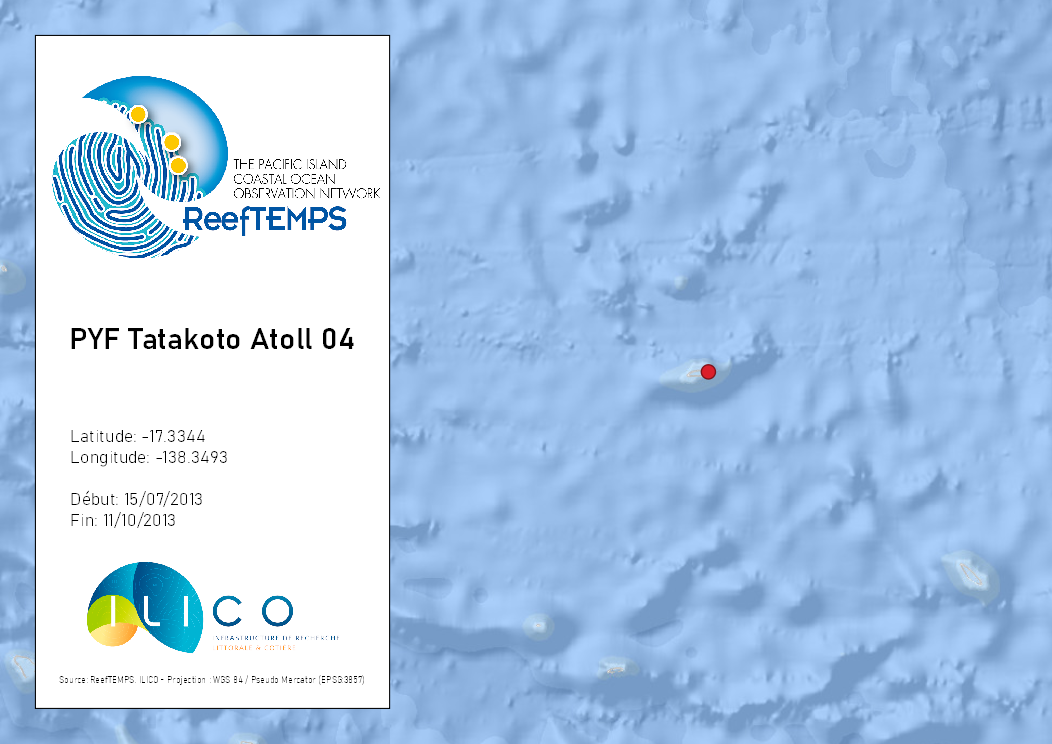 THE PACIFIC ISLAND
COASTAL OCEAN
OBSERVATION NETWORK
ReefTEMPS
PYF Tatakoto Atoll 04
Latitude: -17.3344
Longitude: -138.3493
Début: 15/07/2013
Fin: 11/10/2013
ILICO
INFRASTRUCTURE DE RECHERCHE
LITTORALE & CÔTIÈRE
Source: ReefTEMPS, ILICO - Projection : WGS 84 / Pseudo Mercator (EPSG:3857)